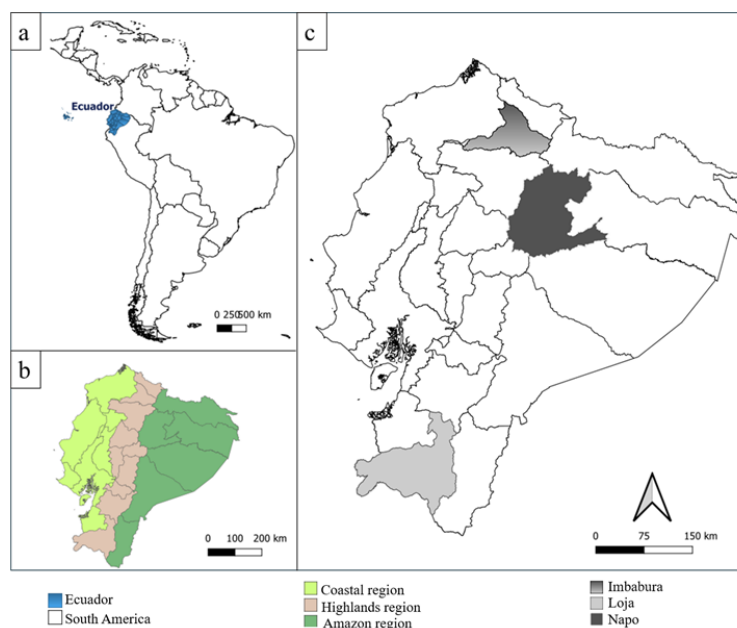 a
Ecuador
0 250500 km
b
0 100 200 km
c
0 75 150 km
Ecuador
South America
Coastal region
Highlands region
Amazon region
Imbabura
Loja
Napo